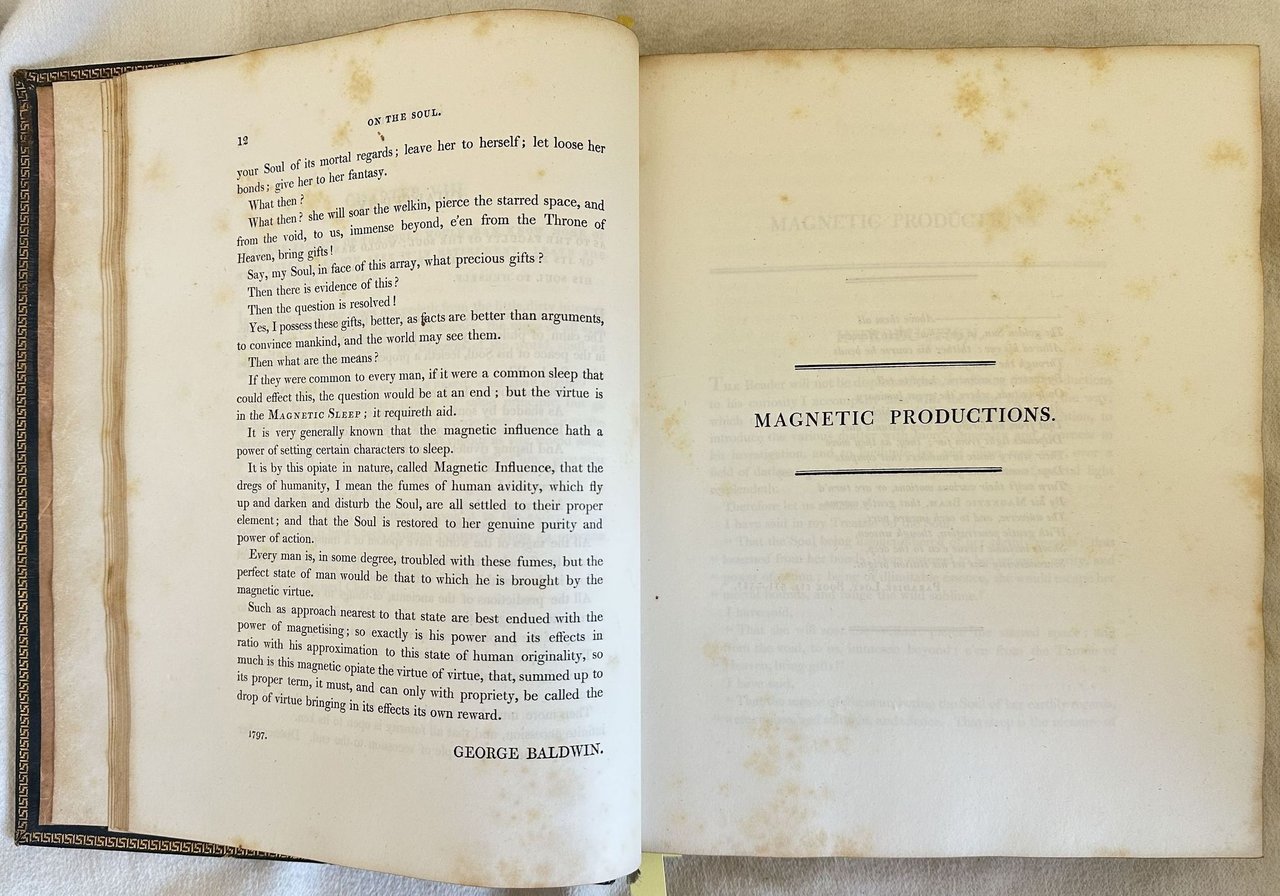 12
ON THE SOUL.
your Soul of its mortal regards; leave her to herself; let loose her
bonds; give her to her fantasy.
What then?
What then? she will soar the welkin, pierce the starred space, and
from the void, to us, immense beyond, e'en from the Throne of
Heaven, bring gifts!
Say, my Soul, in face of this array, what precious gifts?
Then there is evidence of this?
Then the question is resolved!
Yes, I possess these gifts, better, as facts are better than arguments,
to convince mankind, and the world may see them.
Then what are the means?
If they were common to every man, if it were a common sleep that
could effect this, the question would be at an end; but the virtue is
in the MAGNETIC SLEEP; it requireth aid.
It is very generally known that the magnetic influence hath a
power of setting certain characters to sleep.
It is by this opiate in nature, called Magnetic Influence, that the
dregs of humanity, I mean the fumes of human avidity, which fly
up and darken and disturb the Soul, are all settled to their proper
element; and that the Soul is restored to her genuine purity and
power of action.
Every man is, in some degree, troubled with these fumes, but the
perfect state of man would be that to which he is brought by the
magnetic virtue.
Such as approach nearest to that state are best endued with the
power of magnetising; so exactly is his power and its effects in
ratio with his approximation to this state of human originality, so
much is this magnetic opiate the virtue of virtue, that, summed up to
its proper term, it must, and can only with propriety, be called the
drop of virtue bringing in its effects its own reward.
1797.
GEORGE BALDWIN.
MAGNETIC PRODUCTIONS.